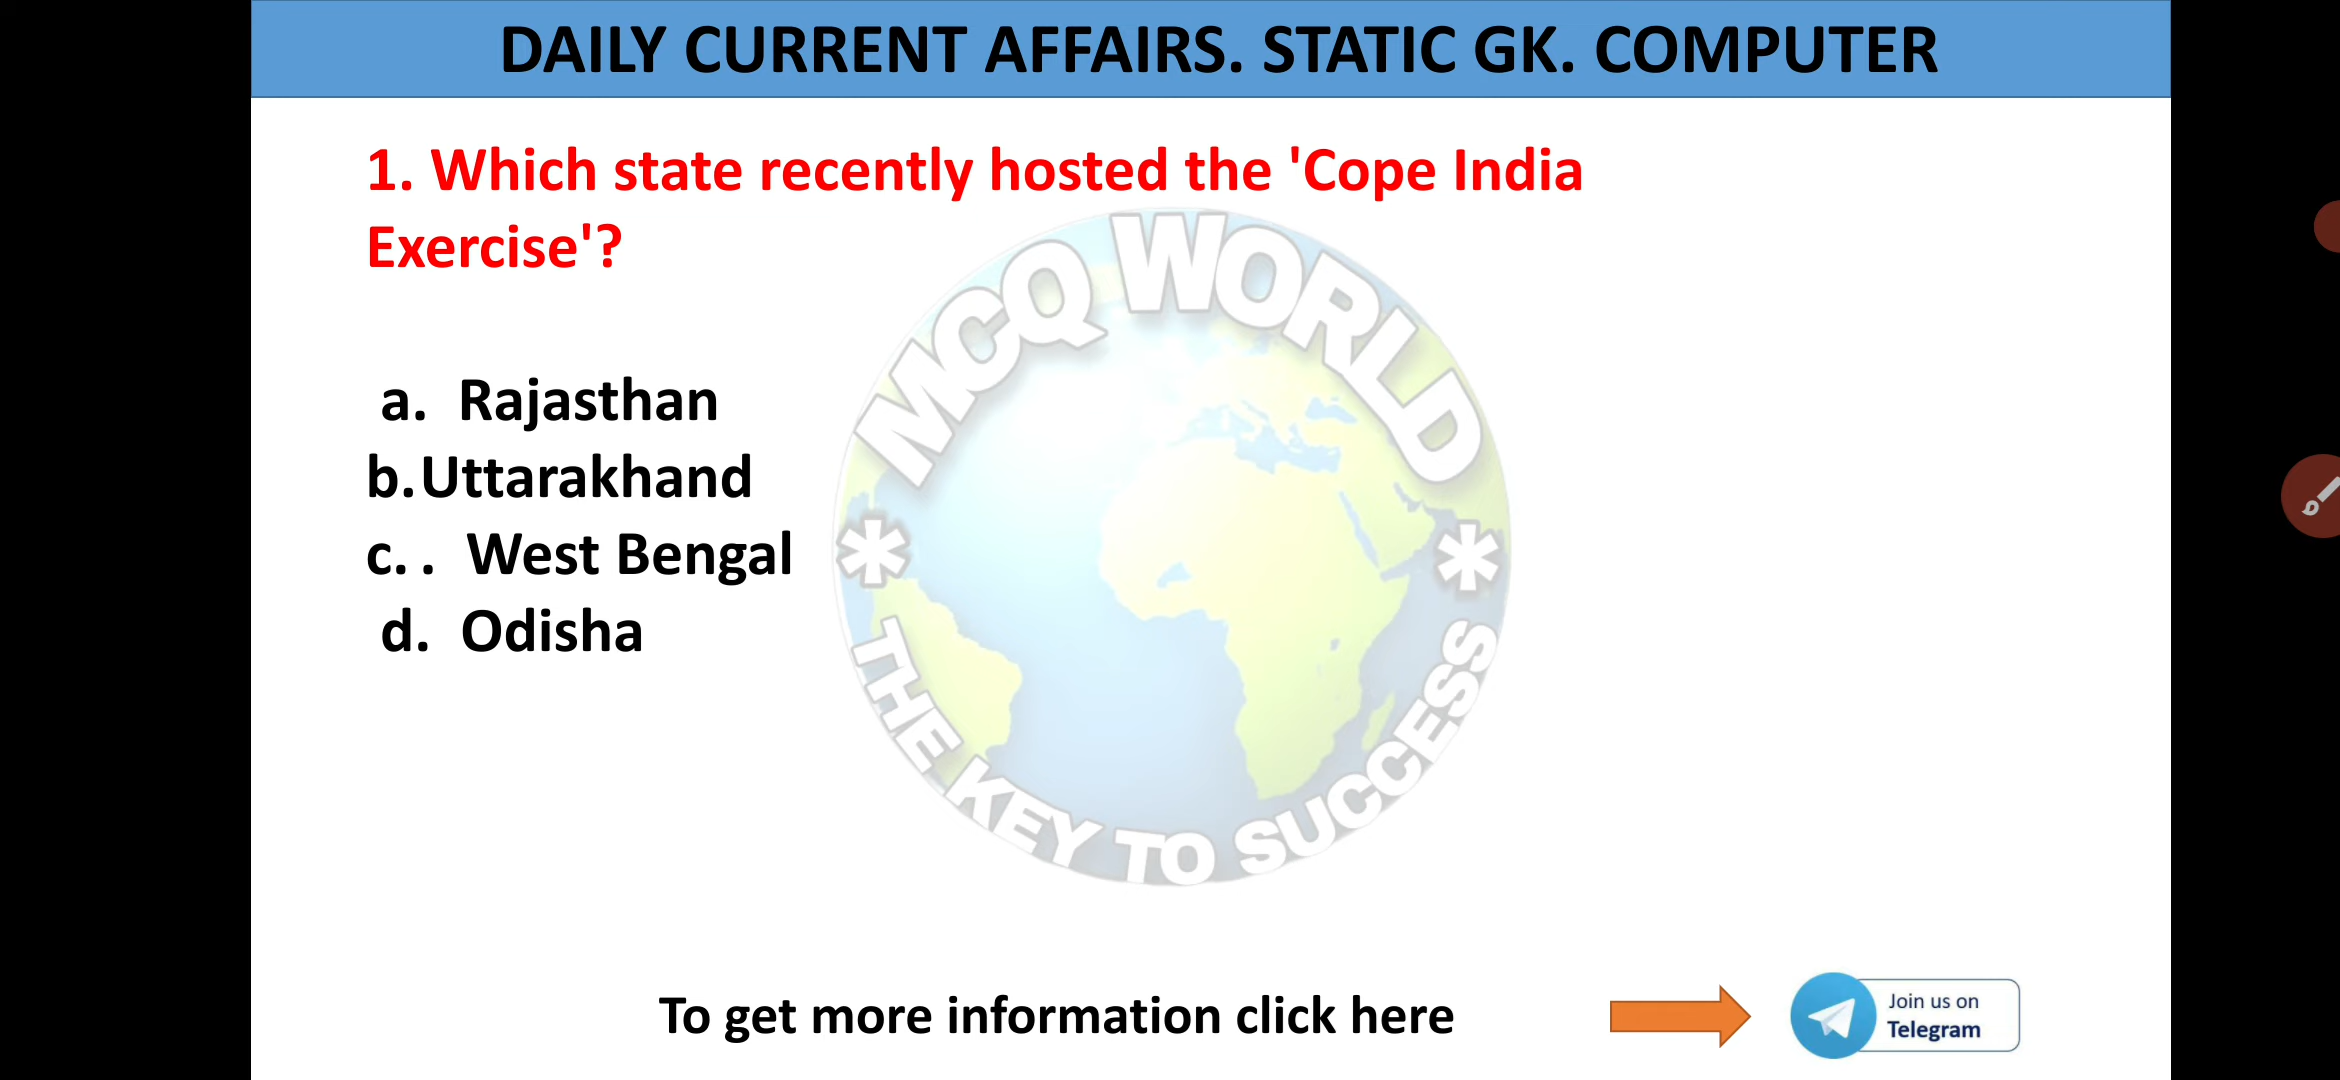 DAILY CURRENT AFFAIRS. STATIC GK. COMPUTER
1. Which state recently hosted the 'Cope India
Exercise'?
MCQ WORLD
a. Rajasthan
b.Uttarakhand
c. . West Bengal
d. Odisha
* THE KEY TO SUCCESS *
To get more information click here
Join us on
Telegram